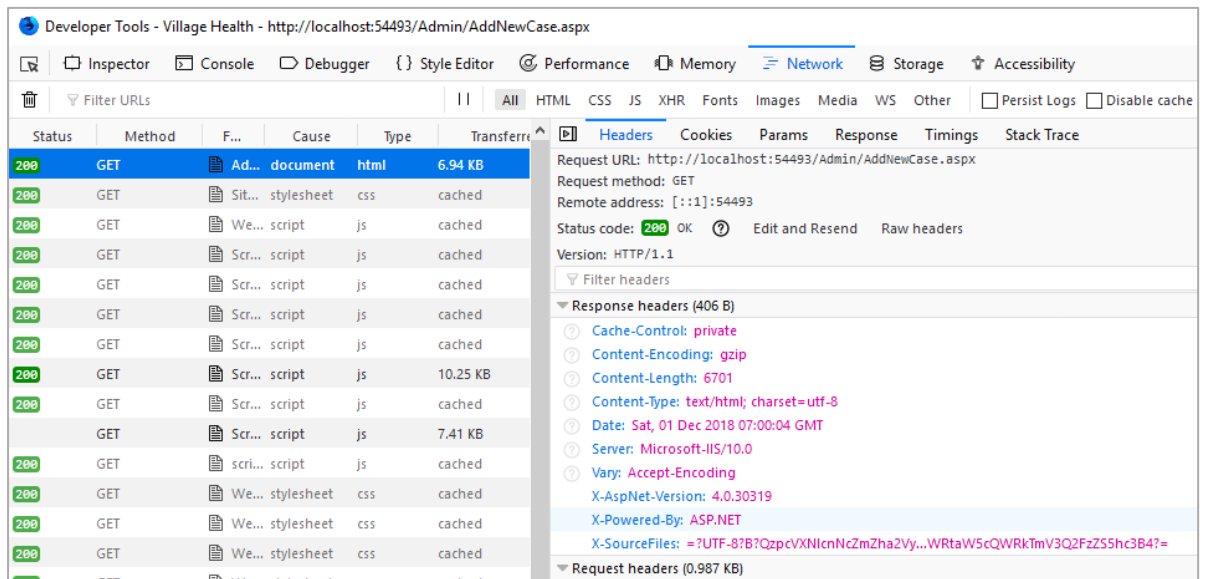 Developer Tools - Village Health - http://localhost:54493/Admin/AddNewCase.aspx
Inspector Console Debugger {} Style Editor Performance Memory Network Storage Accessibility
Filter URLs All HTML CSS JS XHR Fonts Images Media WS Other Persist Logs Disable cache
Status Method F... Cause Type Transferre
200 GET Ad... document html 6.94 KB
200 GET Sit... stylesheet css cached
200 GET We... script js cached
200 GET Scr... script js cached
200 GET Scr... script js cached
200 GET Scr... script js cached
200 GET Scr... script js cached
200 GET Scr... script js 10.25 KB
200 GET Scr... script js cached
GET Scr... script js 7.41 KB
200 GET scri... script js cached
200 GET We... stylesheet css cached
200 GET We... stylesheet css cached
200 GET We... stylesheet css cached
Headers Cookies Params Response Timings Stack Trace
Request URL: http://localhost:54493/Admin/AddNewCase.aspx
Request method: GET
Remote address: [::1]:54493
Status code: 200 OK ? Edit and Resend Raw headers
Version: HTTP/1.1
Filter headers
Response headers (406 B)
? Cache-Control: private
? Content-Encoding: gzip
? Content-Length: 6701
? Content-Type: text/html; charset=utf-8
? Date: Sat, 01 Dec 2018 07:00:04 GMT
? Server: Microsoft-IIS/10.0
? Vary: Accept-Encoding
X-AspNet-Version: 4.0.30319
X-Powered-By: ASP.NET
X-SourceFiles: =?UTF-8?B?QzpcVXNlcnNcZmZha2Vy...WRtaW5cQWRkTmV3Q2FzZS5hc3B4?=
Request headers (0.987 KB)